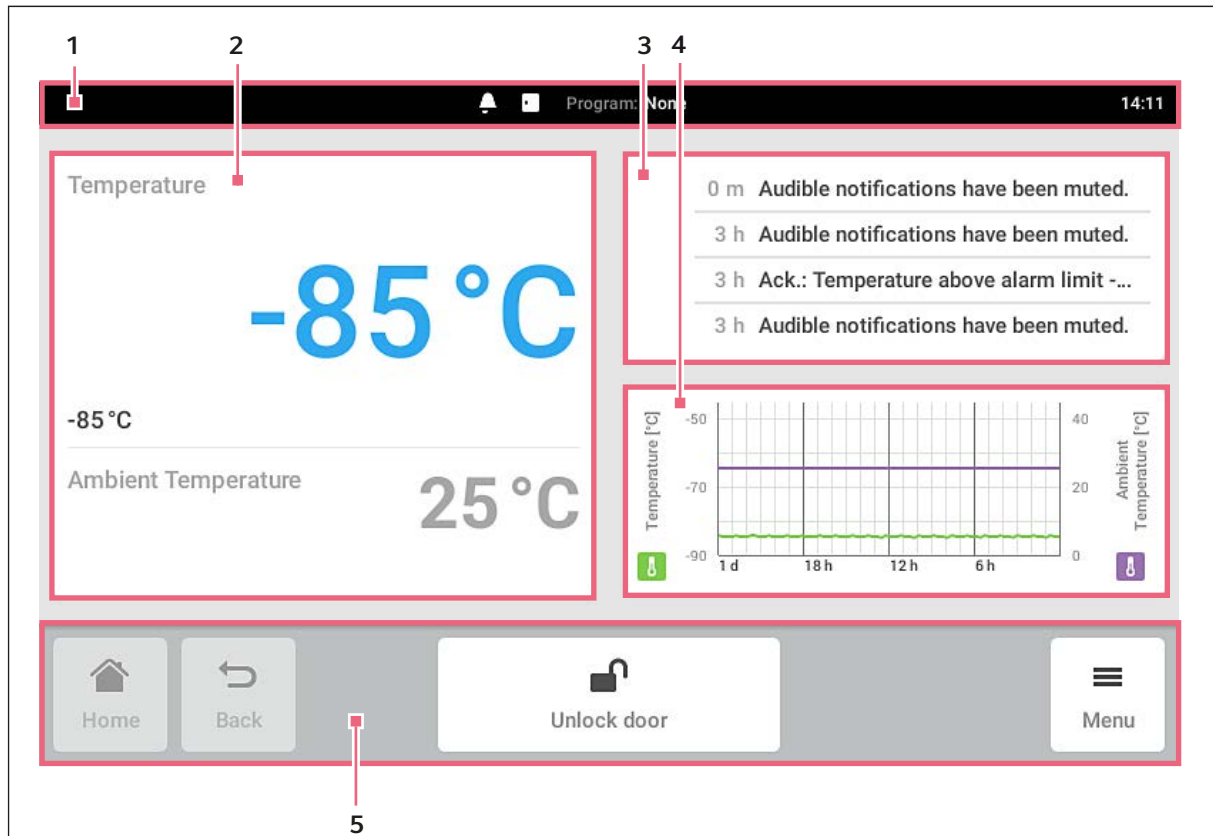 1 2 3 4
Program: None 14:11
Temperature
-85 °C
-85 °C
Ambient Temperature
25 °C
0 m Audible notifications have been muted.
3 h Audible notifications have been muted.
3 h Ack.: Temperature above alarm limit -...
3 h Audible notifications have been muted.
Temperature [°C]
-50
-70
-90
1 d 18 h 12 h 6 h
40
20
0
Ambient
Temperature [°C]
Home Back Unlock door Menu
5